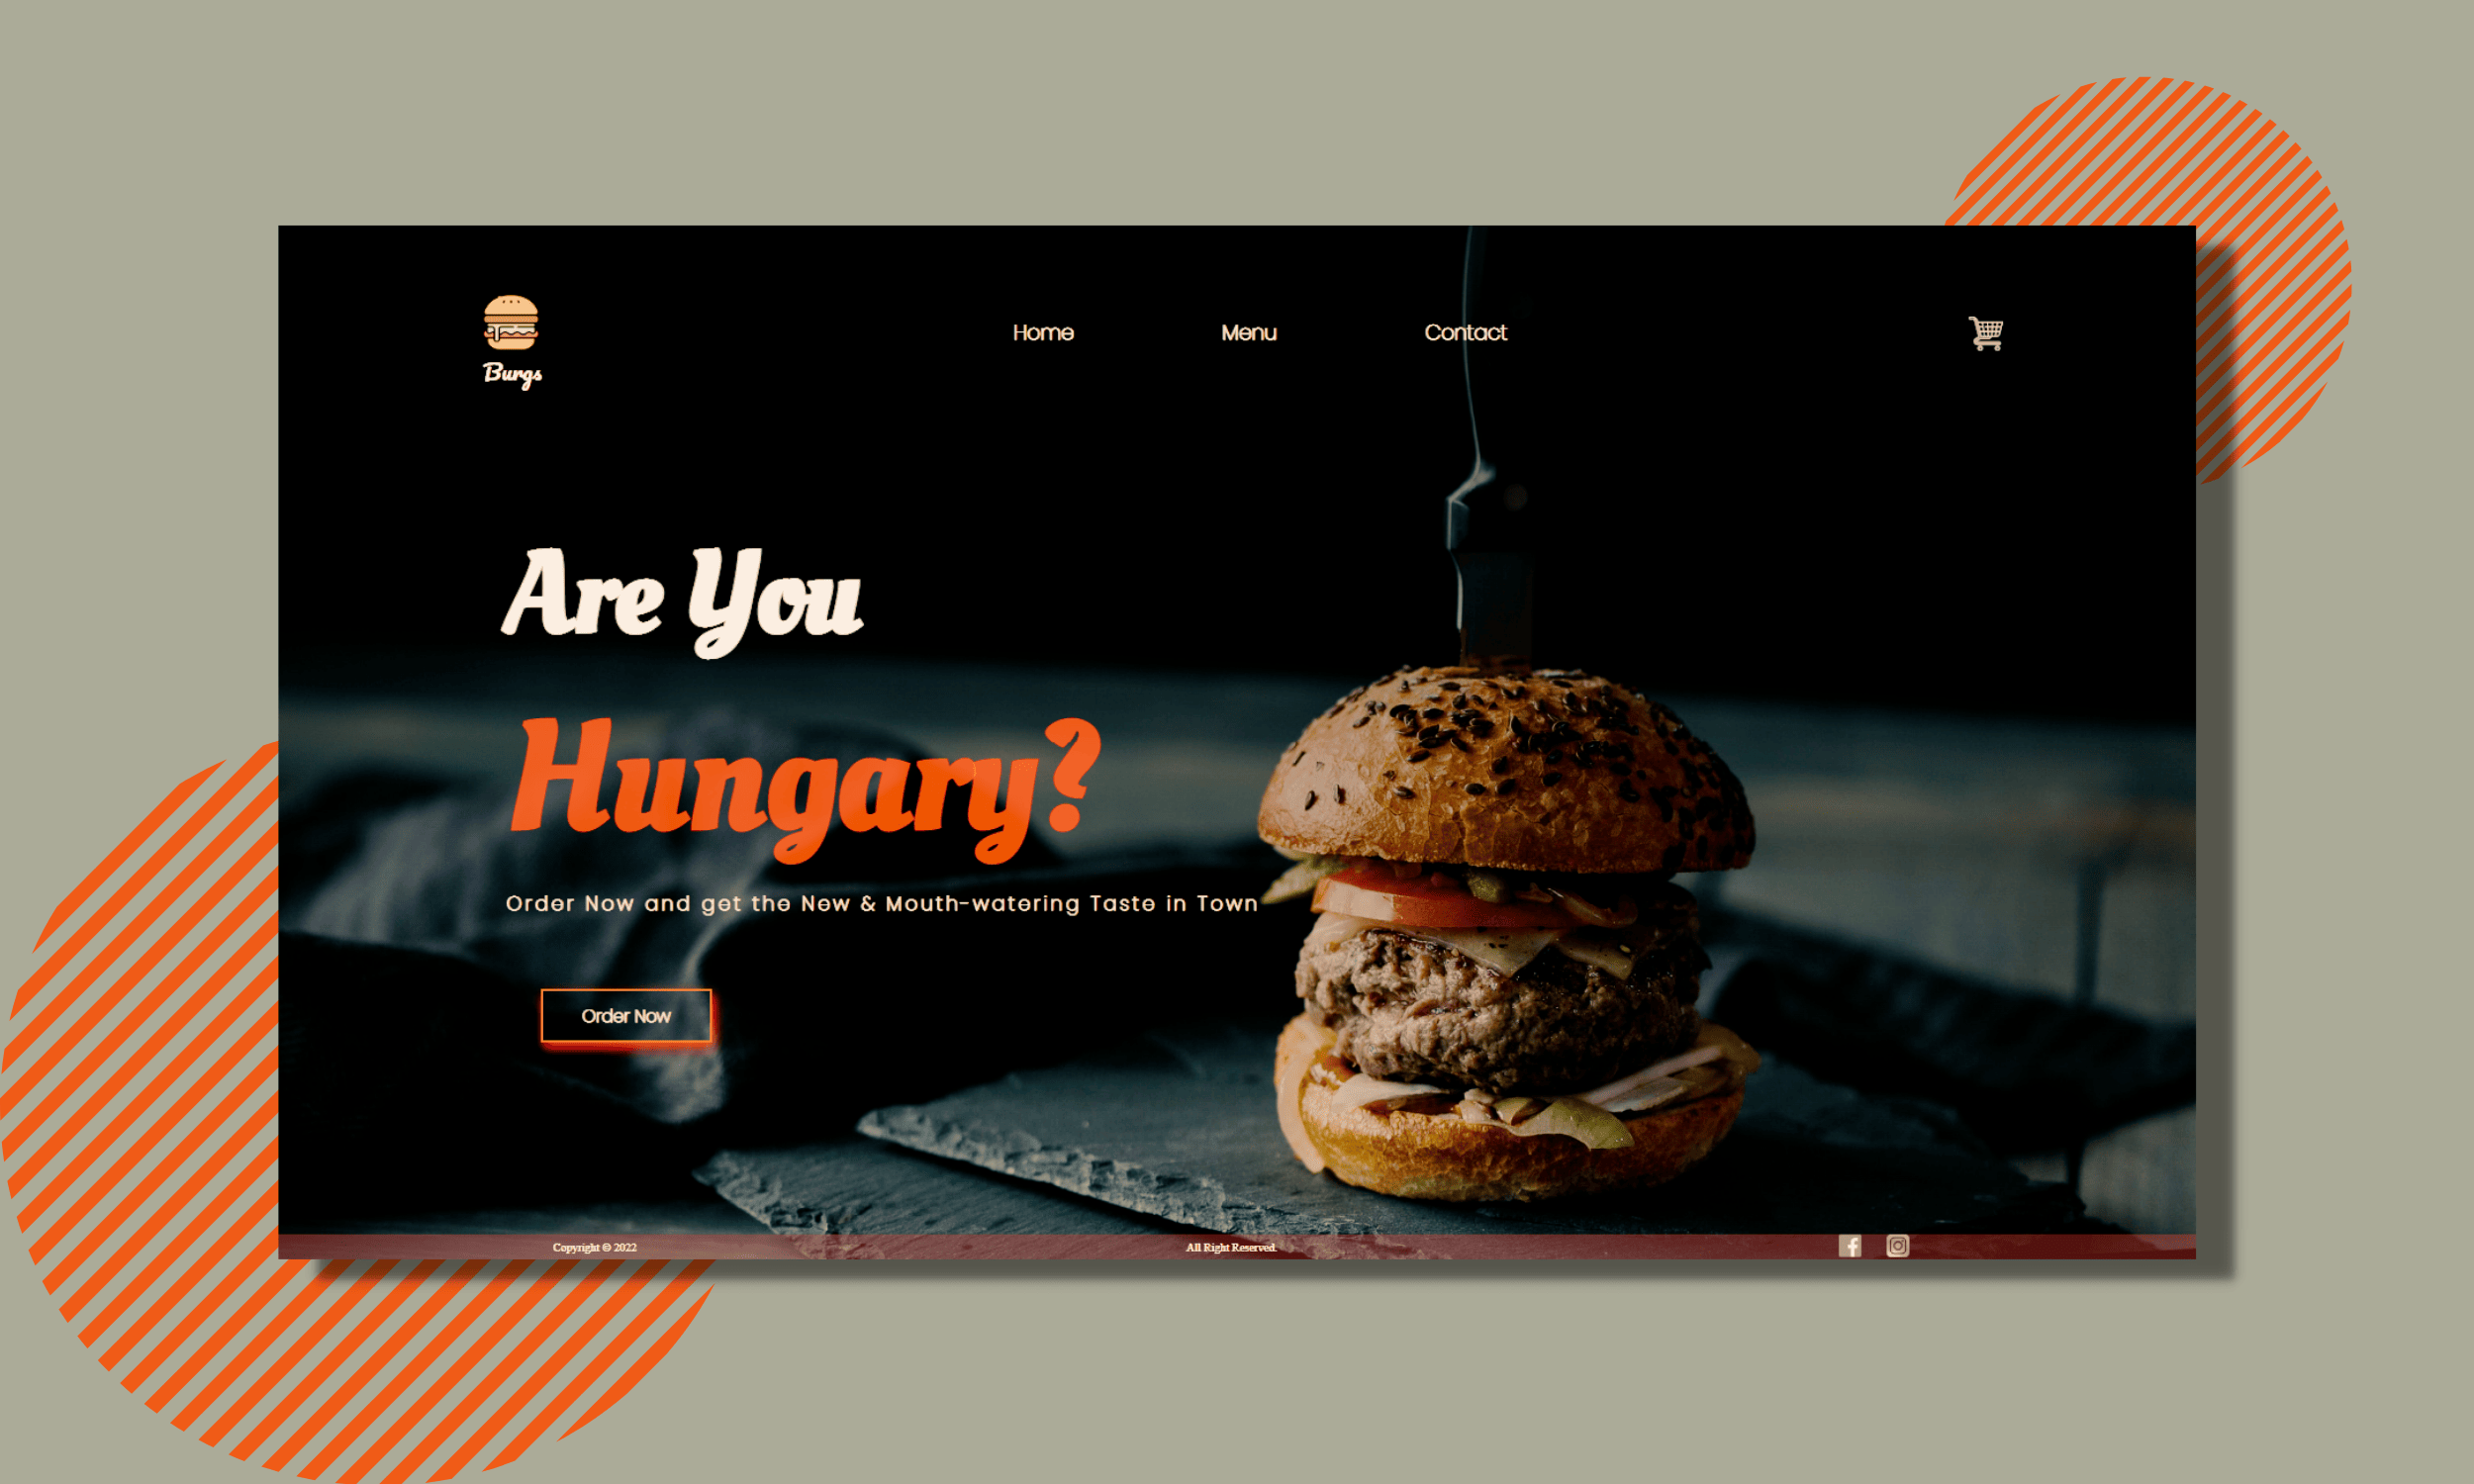 Burgs
Home
Menu
Contact
Are You
Hungary?
Order Now and get the New & Mouth-watering Taste in Town
Order Now
Copyright © 2022
All Right Reserved.